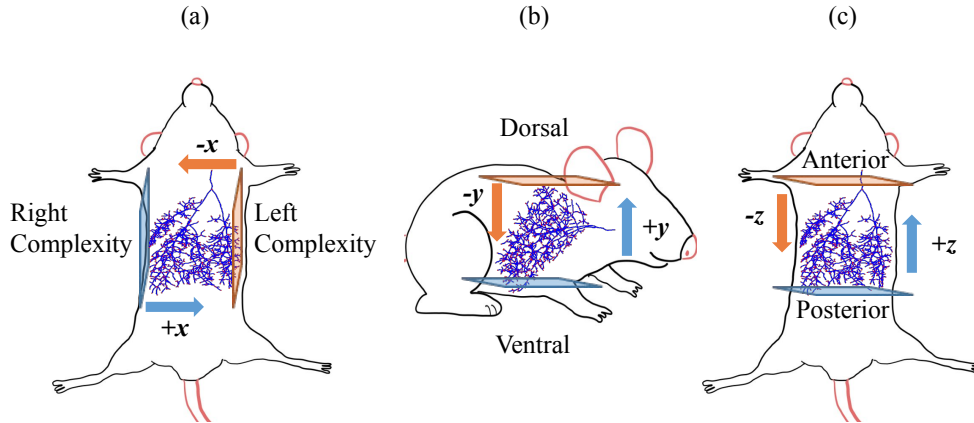 (a)
-x
Right
Complexity
Left
Complexity
+x
(b)
Dorsal
-y
+y
Ventral
(c)
Anterior
-z
+z
Posterior